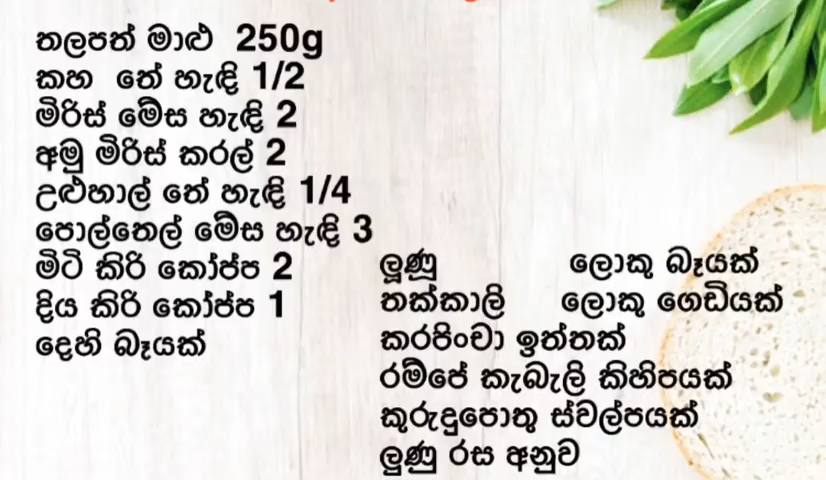 තලපත් මාළු 250g
කහ තේ හැඳි 1/2
මිරිස් මේස හැඳි 2
අමු මිරිස් කරල් 2
උළුහාල් තේ හැඳි 1/4
පොල්තෙල් මේස හැඳි 3
මිටි කිරි කෝප්ප 2
දිය කිරි කෝප්ප 1
දෙහි බෑයක්
ලූණු ලොකු බෑයක්
තක්කාලි ලොකු ගෙඩියක්
කරපිංචා ඉත්තක්
රම්පේ කැබැලි කිහිපයක්
කුරුදුපොතු ස්වල්පයක්
ලුණු රස අනුව